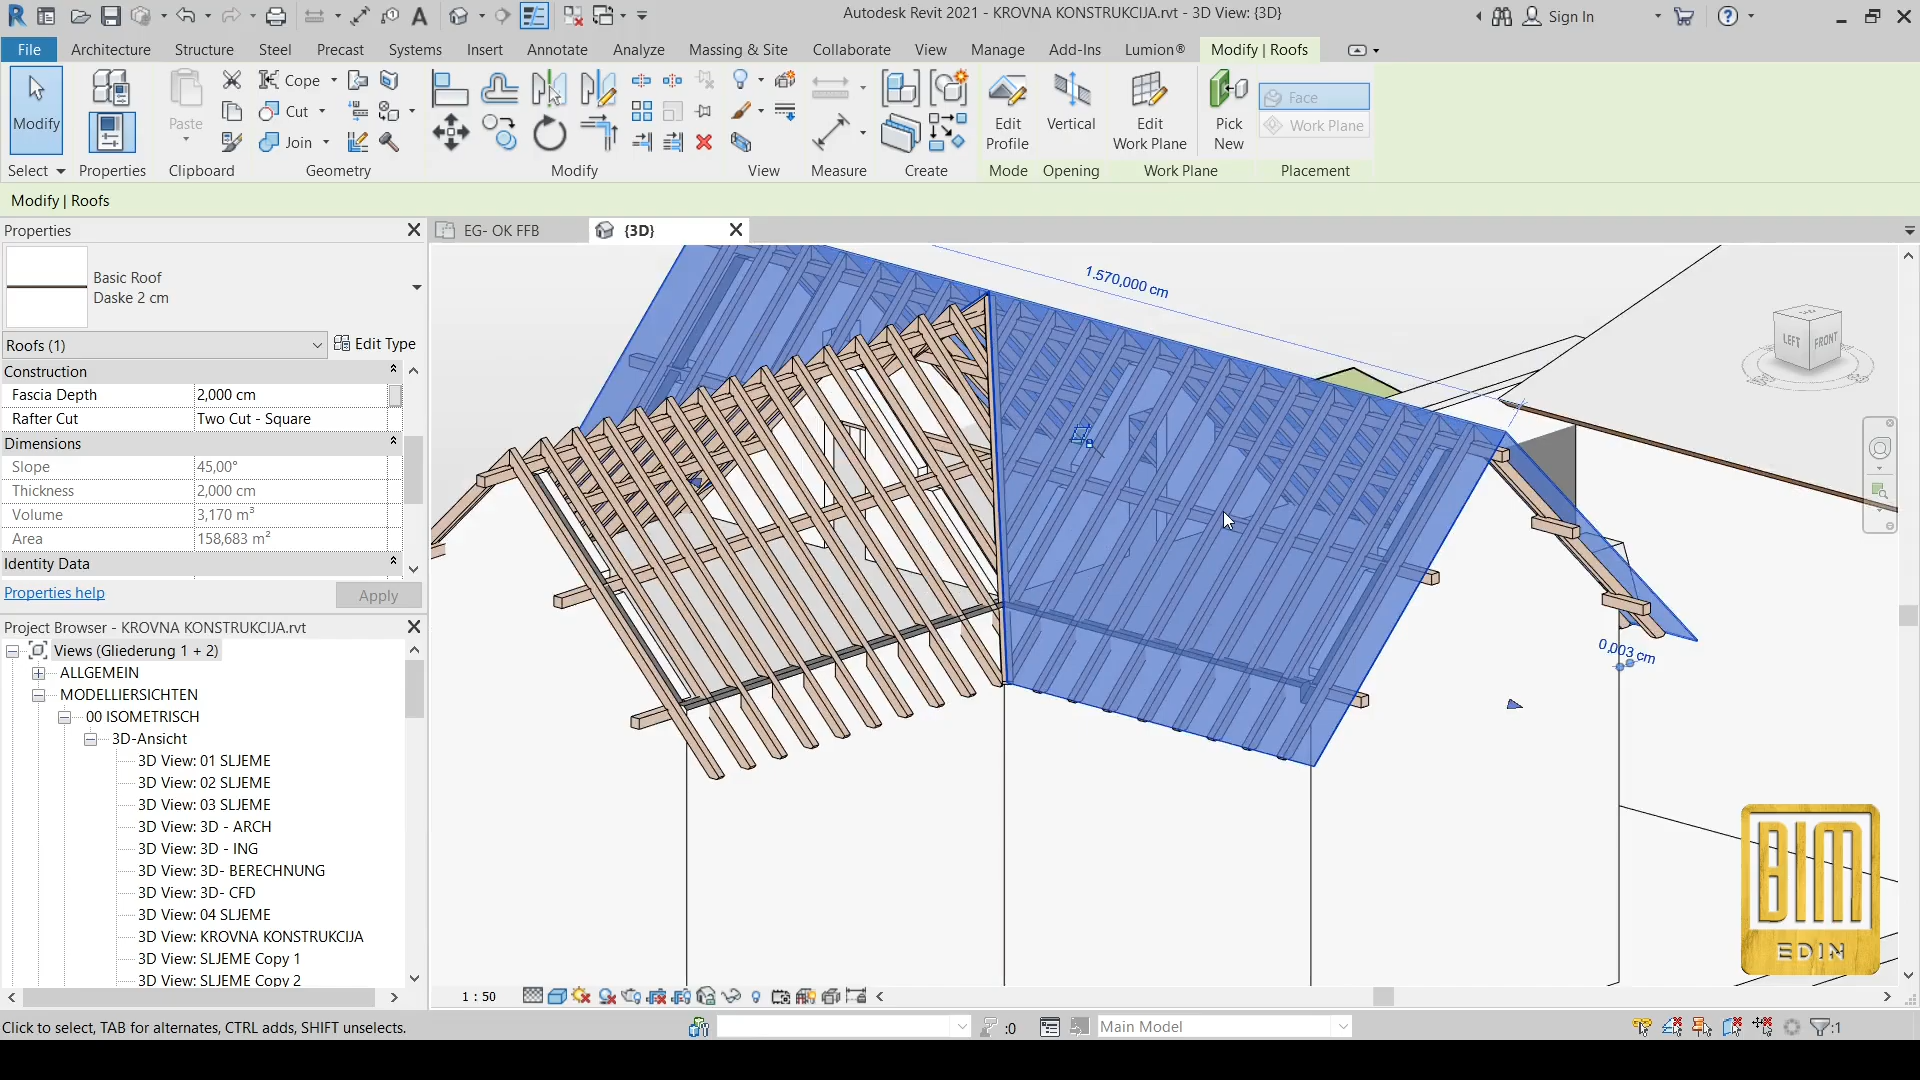 Autodesk Revit 2021 - KROVNA KONSTRUKCIJA.rvt - 3D View: {3D}
Sign In
File Architecture Structure Steel Precast Systems Insert Annotate Analyze Massing & Site Collaborate View Manage Add-Ins Lumion® Modify | Roofs
Modify
Paste
Cope
Cut
Join
Edit Profile
Vertical
Edit Work Plane
Pick New
Face
Work Plane
Select Properties Clipboard Geometry Modify View Measure Create Mode Opening Work Plane Placement
Modify | Roofs
Properties
EG- OK FFB
{3D}
Basic Roof
Daske 2 cm
Roofs (1)
Edit Type
Construction
Fascia Depth 2,000 cm
Rafter Cut Two Cut - Square
Dimensions
Slope 45,00°
Thickness 2,000 cm
Volume 3,170 m³
Area 158,683 m²
Identity Data
Properties help
Apply
Project Browser - KROVNA KONSTRUKCIJA.rvt
Views (Gliederung 1 + 2)
ALLGEMEIN
MODELLIERSICHTEN
00 ISOMETRISCH
3D-Ansicht
3D View: 01 SLJEME
3D View: 02 SLJEME
3D View: 03 SLJEME
3D View: 3D - ARCH
3D View: 3D - ING
3D View: 3D- BERECHNUNG
3D View: 3D- CFD
3D View: 04 SLJEME
3D View: KROVNA KONSTRUKCIJA
3D View: SLJEME Copy 1
3D View: SLJEME Copy 2
1.570,000 cm
0,003 cm
LEFT
FRONT
BIM
EDIN
1 : 50
Click to select, TAB for alternates, CTRL adds, SHIFT unselects.
:0
Main Model
:1